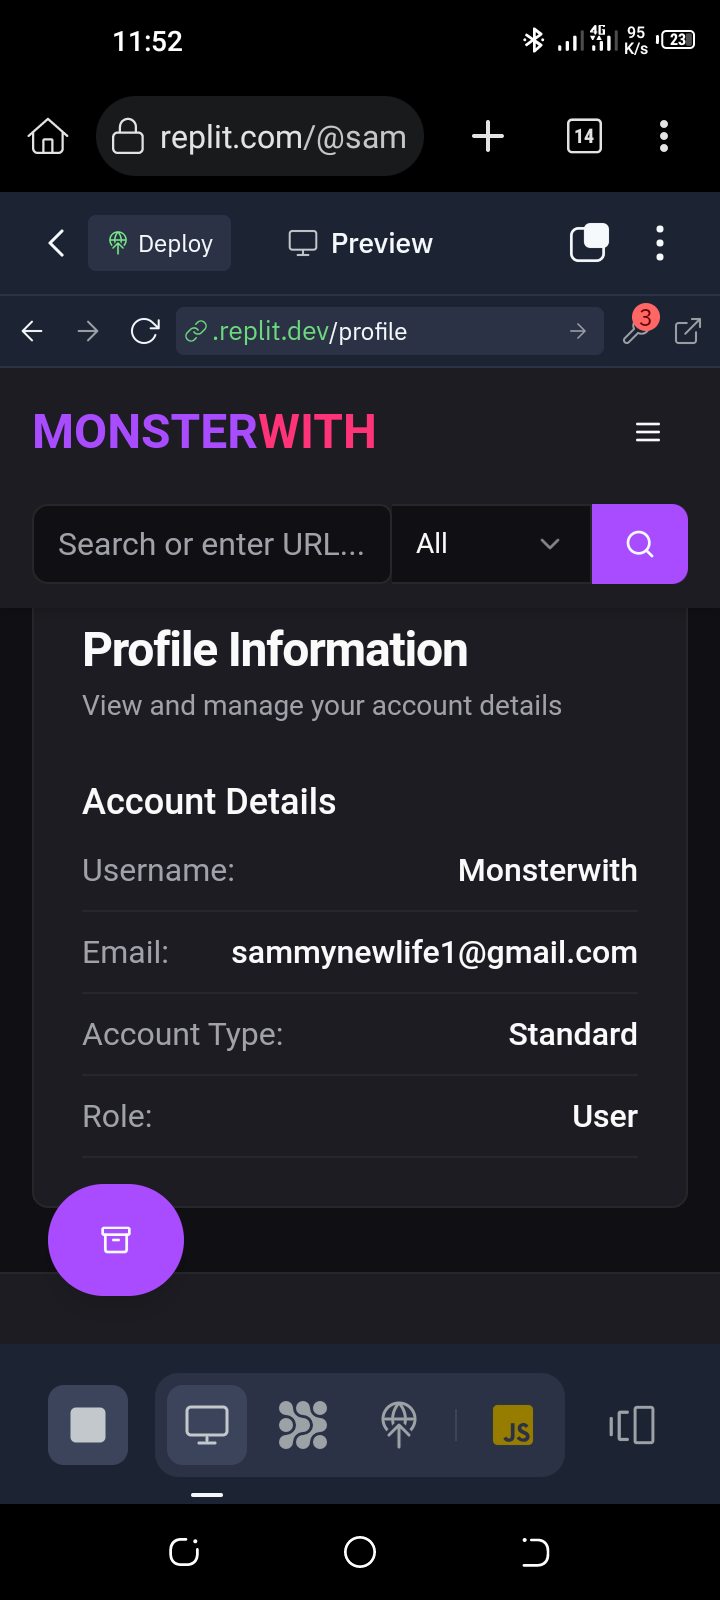 11:52
4G
95
K/s
23
replit.com/@sam
14
Deploy
Preview
.replit.dev/profile
3
MONSTERWITH
Search or enter URL...
All
Profile Information
View and manage your account details
Account Details
Username: Monsterwith
Email: sammynewlife1@gmail.com
Account Type: Standard
Role: User
JS